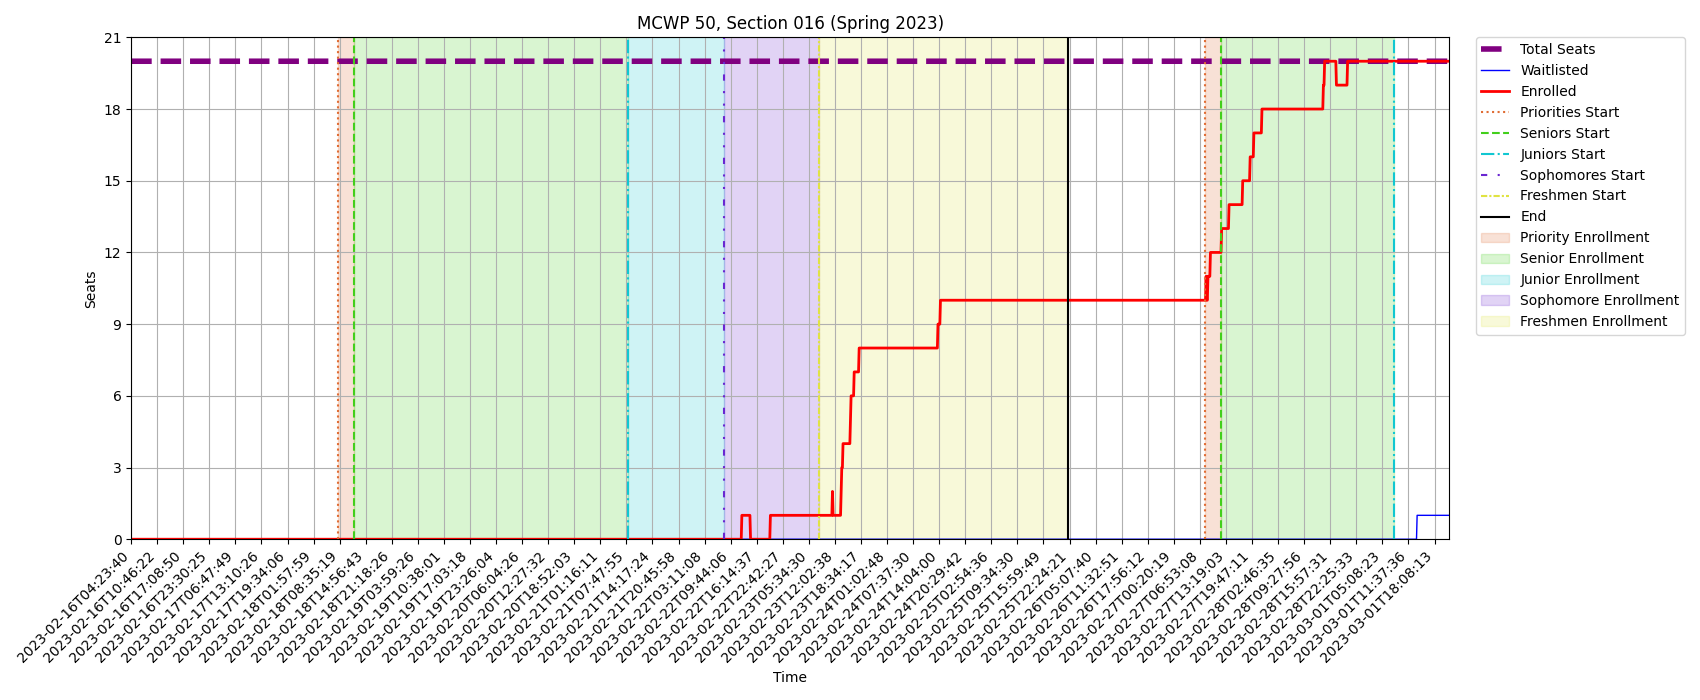 MCWP 50, Section 016 (Spring 2023)
21
18
15
12
9
6
3
0
Seats
2023-02-16T04:23:40
2023-02-16T10:46:22
2023-02-16T17:08:50
2023-02-16T23:30:25
2023-02-17T06:47:49
2023-02-17T13:10:26
2023-02-17T19:34:06
2023-02-18T01:57:59
2023-02-18T08:35:19
2023-02-18T14:56:43
2023-02-18T21:18:26
2023-02-19T03:59:26
2023-02-19T10:38:01
2023-02-19T17:03:18
2023-02-19T23:26:04
2023-02-20T06:04:26
2023-02-20T12:27:32
2023-02-20T18:52:03
2023-02-21T01:16:11
2023-02-21T07:47:55
2023-02-21T14:17:24
2023-02-21T20:45:58
2023-02-22T03:11:08
2023-02-22T09:44:06
2023-02-22T16:14:37
2023-02-22T22:42:27
2023-02-23T05:34:30
2023-02-23T12:02:38
2023-02-23T18:34:17
2023-02-24T01:02:48
2023-02-24T07:37:30
2023-02-24T14:04:00
2023-02-24T20:29:42
2023-02-25T02:54:36
2023-02-25T09:34:30
2023-02-25T15:59:49
2023-02-25T22:24:21
2023-02-26T05:07:40
2023-02-26T11:32:51
2023-02-26T17:56:12
2023-02-27T00:20:19
2023-02-27T06:53:08
2023-02-27T13:19:03
2023-02-27T19:47:11
2023-02-28T02:46:35
2023-02-28T09:27:56
2023-02-28T15:57:31
2023-02-28T22:25:33
2023-03-01T05:08:23
2023-03-01T11:37:36
2023-03-01T18:08:13
Time
Total Seats
Waitlisted
Enrolled
Priorities Start
Seniors Start
Juniors Start
Sophomores Start
Freshmen Start
End
Priority Enrollment
Senior Enrollment
Junior Enrollment
Sophomore Enrollment
Freshmen Enrollment